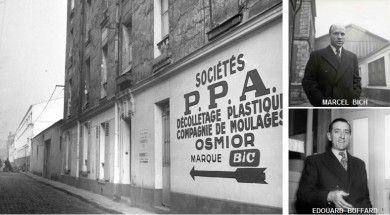 SOCIÉTÉS
P.P.A.
DÉCOLLETAGE PLASTIQUE
COMPAGNIE DE MOULAGES
OSMIOR
MARQUE BiC
MARCEL BICH
EDOUARD BUFFARD